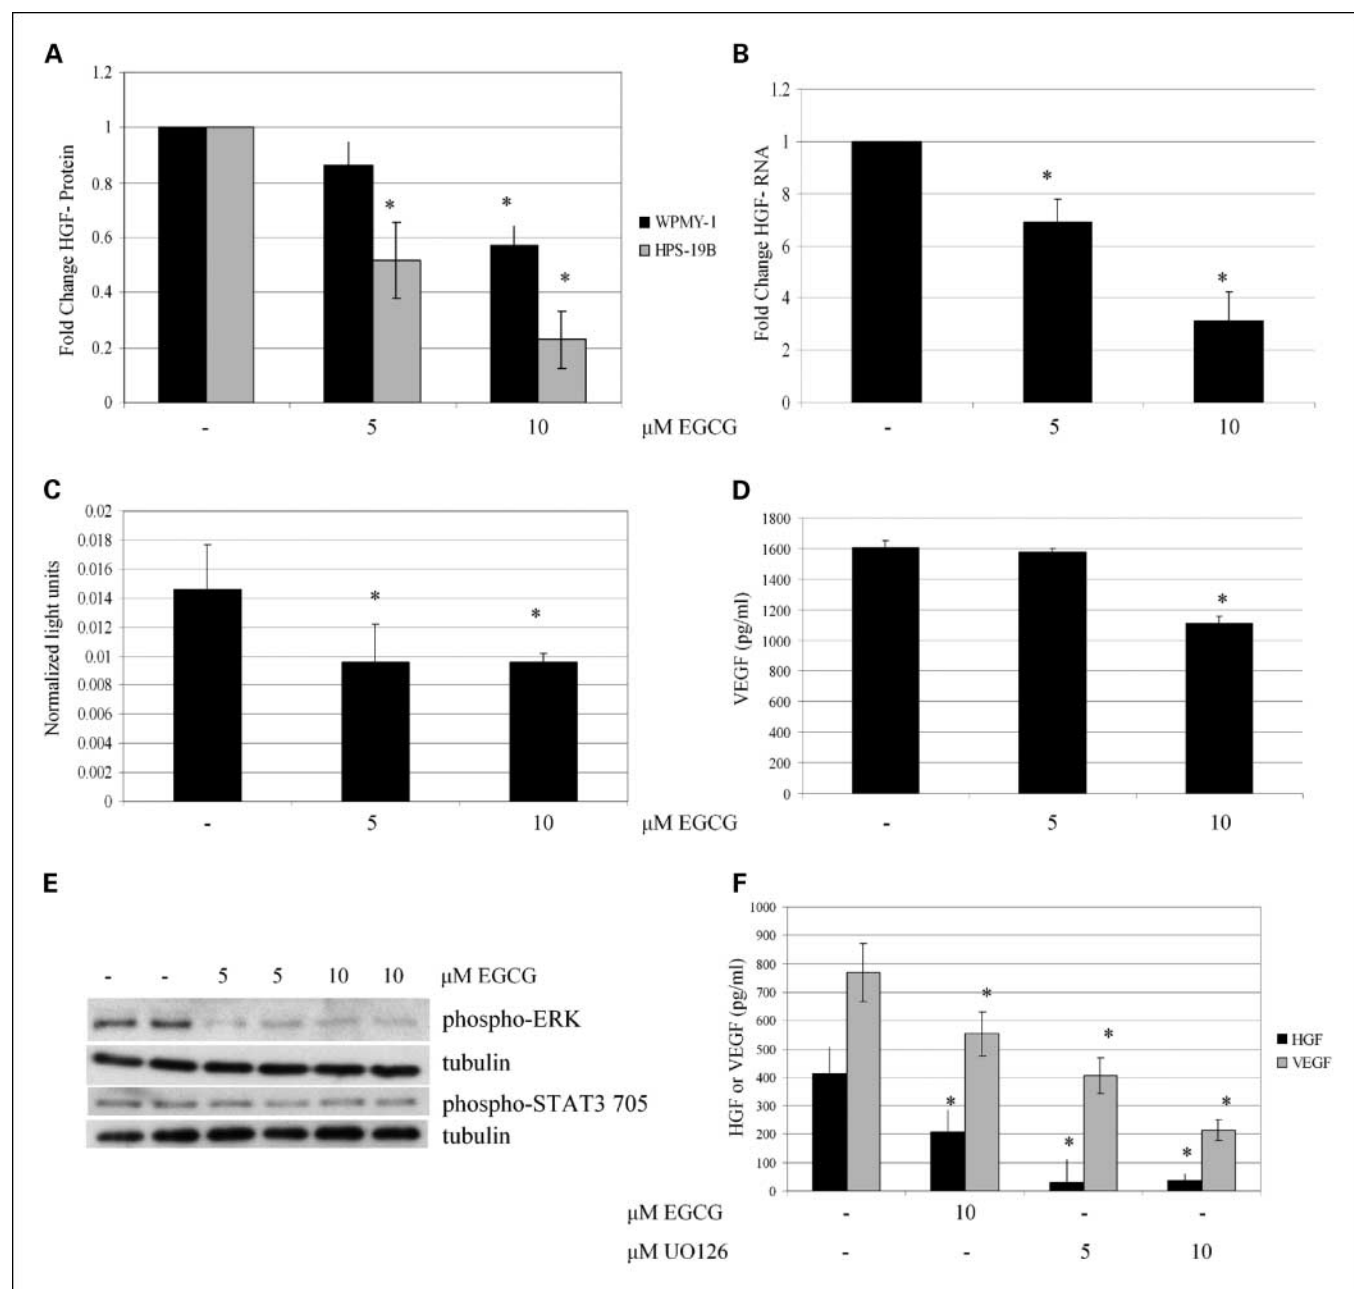 A
1.2
1
0.8
0.6
0.4
0.2
0
Fold Change HGF- Protein
*
*
*
WPMY-1
HPS-19B
- 5 10 μM EGCG
B
1.2
1
8
6
4
2
0
Fold Change HGF- RNA
*
*
- 5 10
C
0.02
0.018
0.016
0.014
0.012
0.01
0.008
0.006
0.004
0.002
0
Normalized light units
*
*
- 5 10 μM EGCG
D
1800
1600
1400
1200
1000
800
600
400
200
0
VEGF (pg/ml)
*
- 5 10
E
- - 5 5 10 10 μM EGCG
phospho-ERK
tubulin
phospho-STAT3 705
tubulin
F
1000
900
800
700
600
500
400
300
200
100
0
HGF or VEGF (pg/ml)
*
*
*
*
*
*
HGF
VEGF
μM EGCG - 10 - -
μM UO126 - - 5 10